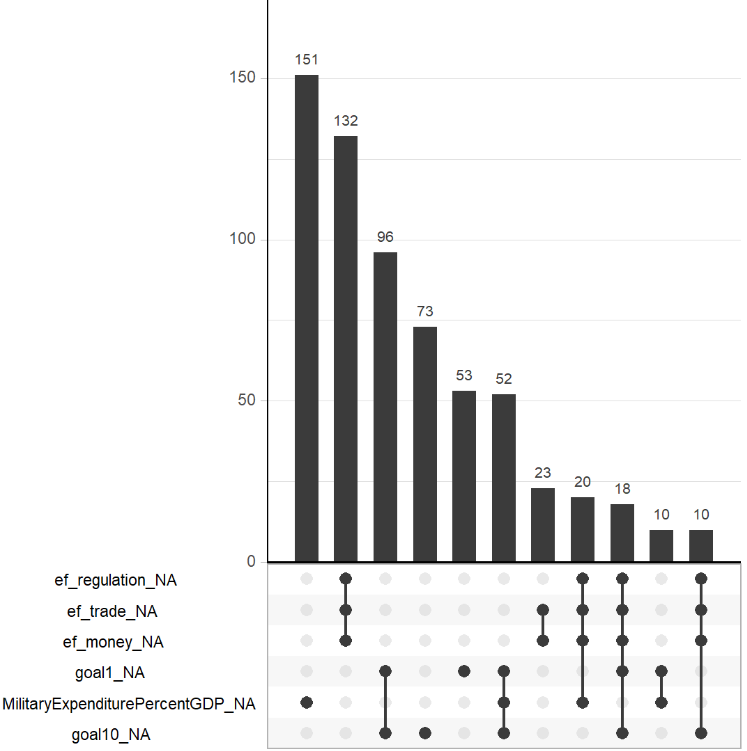 151
150
132
100
96
73
53
52
50
23
20
18
10
10
0
ef_regulation_NA
ef_trade_NA
ef_money_NA
goal1_NA
MilitaryExpenditurePercentGDP_NA
goal10_NA